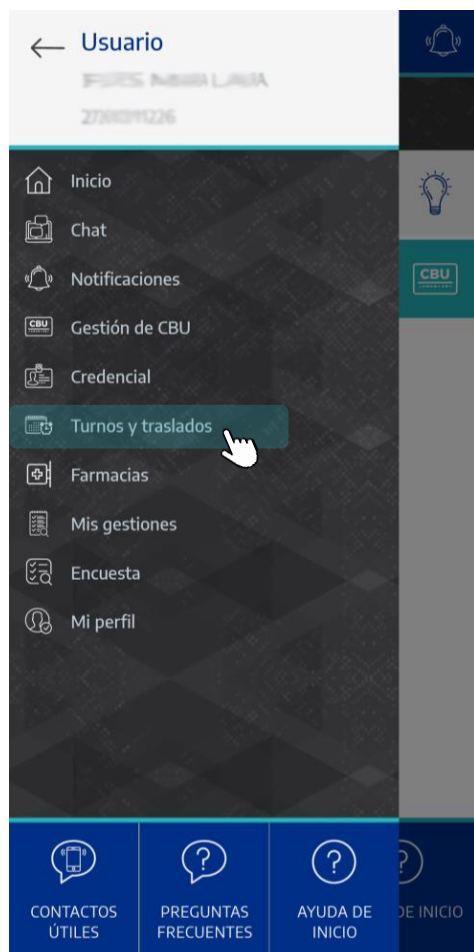 Usuario
Inicio
Chat
Notificaciones
CBU
Gestión de CBU
CBU
Credencial
Turnos y traslados
Farmacias
Mis gestiones
Encuesta
Mi perfil
CONTACTOS
ÚTILES
PREGUNTAS
FRECUENTES
AYUDA DE
INICIO
DE INICIO